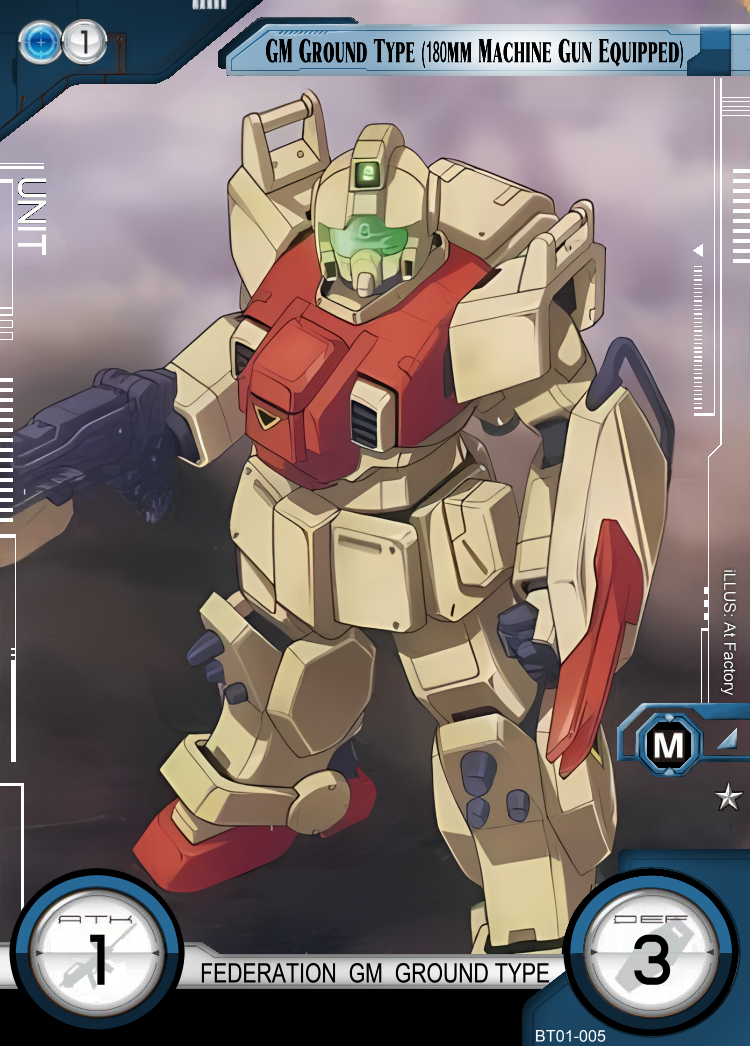 1
GM GROUND TYPE (180MM MACHINE GUN EQUIPPED)
UNIT
iLLUS: At Factory
M
ATK
1
DEF
3
FEDERATION GM GROUND TYPE
BT01-005